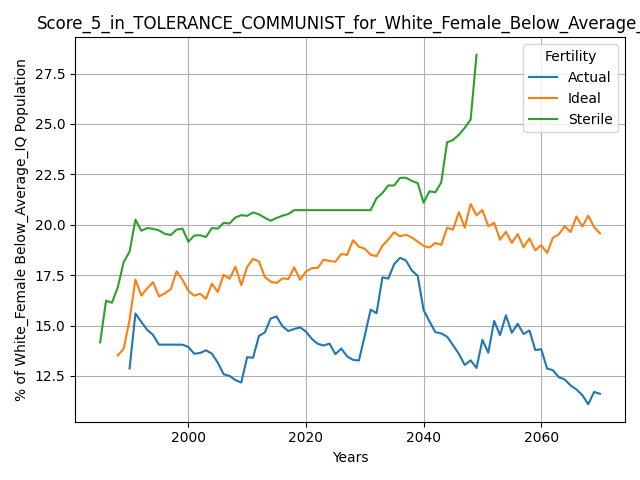 Score_5_in_TOLERANCE_COMMUNIST_for_White_Female_Below_Average_
% of White_Female Below_Average_IQ Population
27.5
25.0
22.5
20.0
17.5
15.0
12.5
Fertility
Actual
Ideal
Sterile
2000
2020
2040
2060
Years